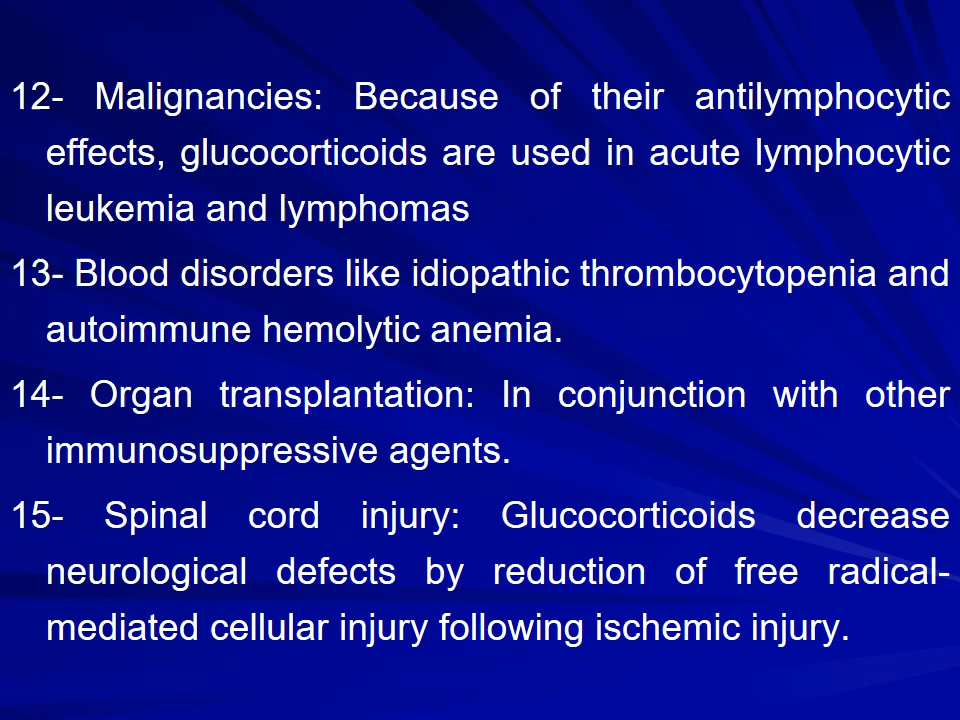 12- Malignancies: Because of their antilymphocytic
effects, glucocorticoids are used in acute lymphocytic
leukemia and lymphomas
13- Blood disorders like idiopathic thrombocytopenia and
autoimmune hemolytic anemia.
14- Organ transplantation: In conjunction with other
immunosuppressive agents.
15- Spinal cord injury: Glucocorticoids decrease
neurological defects by reduction of free radical-
mediated cellular injury following ischemic injury.